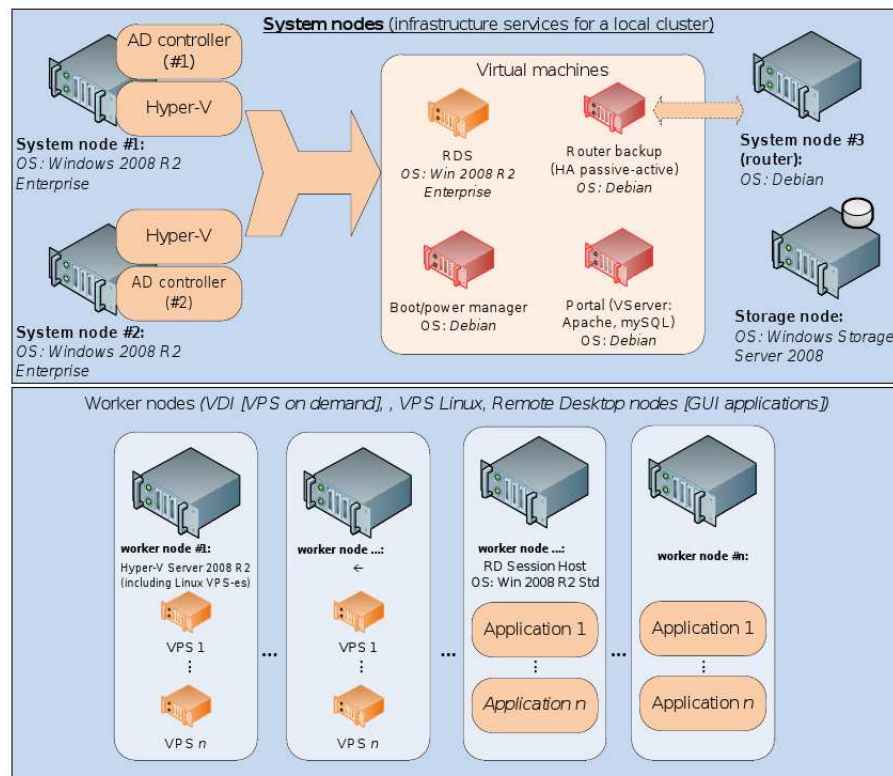 System nodes (infrastructure services for a local cluster)
AD controller
(#1)
Hyper-V
System node #1:
OS: Windows 2008 R2
Enterprise
Hyper-V
AD controller
(#2)
System node #2:
OS: Windows 2008 R2
Enterprise
Virtual machines
RDS
OS: Win 2008 R2
Enterprise
Router backup
(HA passive-active)
OS: Debian
Boot/power manager
OS: Debian
Portal (VServer:
Apache, mySQL)
OS: Debian
System node #3
(router):
OS: Debian
Storage node:
OS: Windows Storage
Server 2008
Worker nodes (VDI [VPS on demand], , VPS Linux, Remote Desktop nodes [GUI applications])
worker node #1:
Hyper-V Server 2008 R2
(including Linux VPS-es)
VPS 1
⋮
VPS n
...
worker node ...:
←
VPS 1
⋮
VPS n
...
worker node ...:
RD Session Host
OS: Win 2008 R2 Std
Application 1
⋮
Application n
...
worker node #n:
Application 1
⋮
Application n